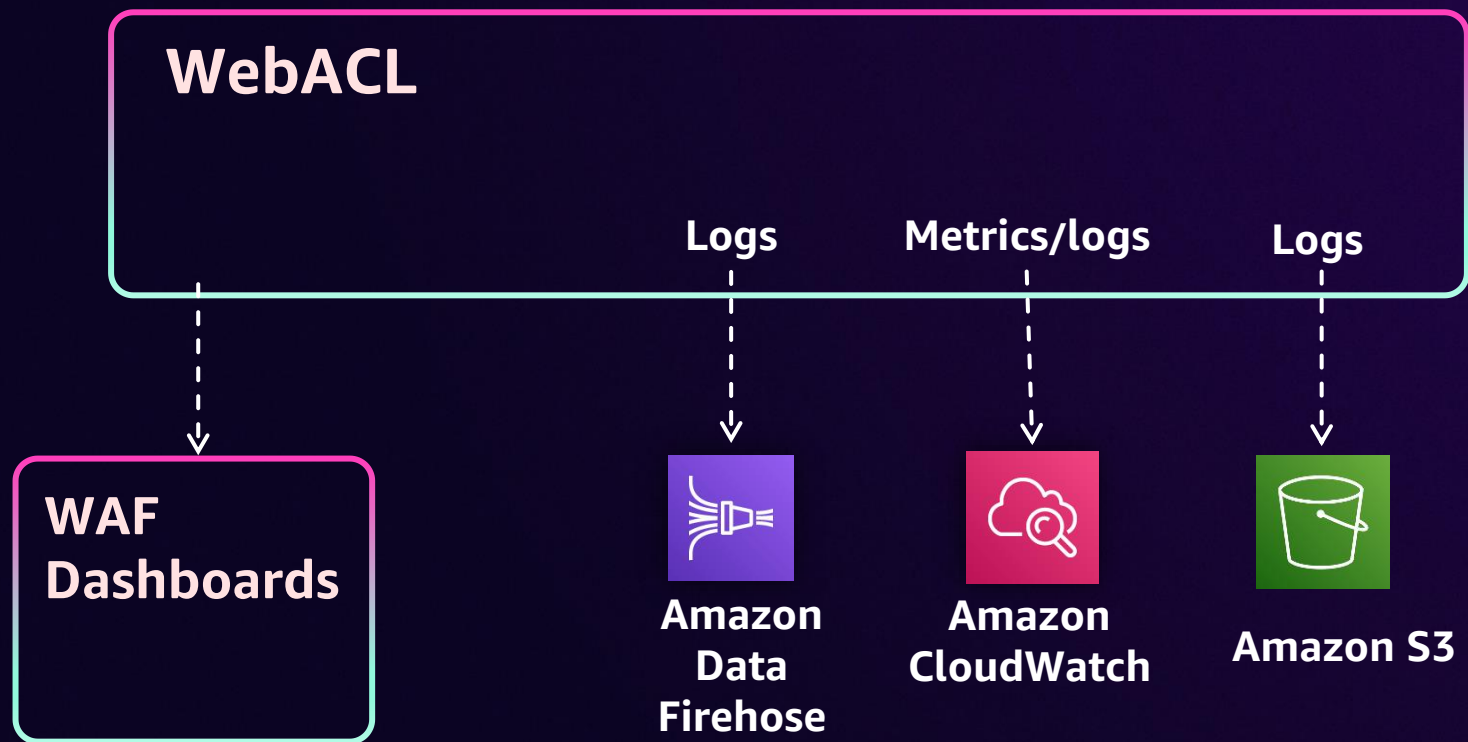 WebACL
Logs
Metrics/logs
Logs
WAF
Dashboards
Amazon
Data
Firehose
Amazon
CloudWatch
Amazon S3